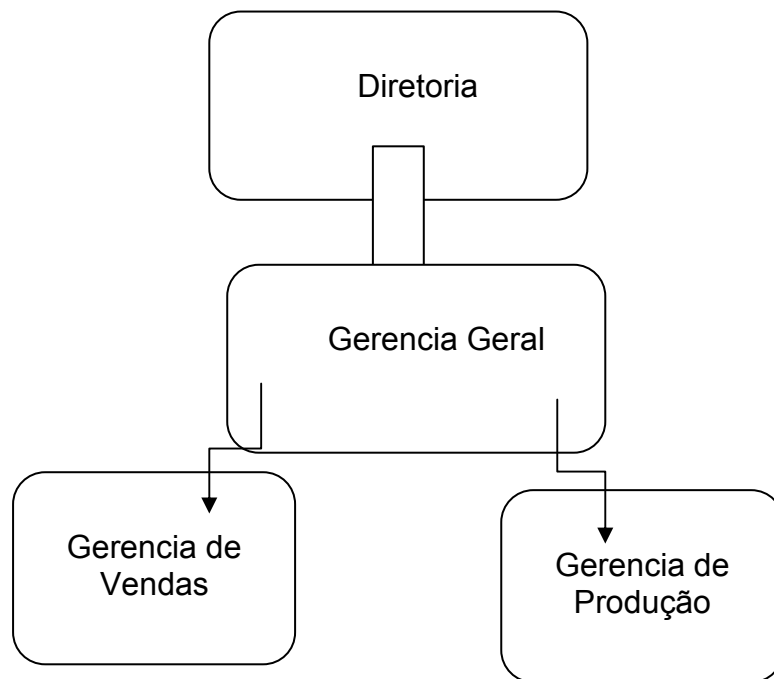 Diretoria
Gerencia Geral
Gerencia de
Vendas
Gerencia de
Produção